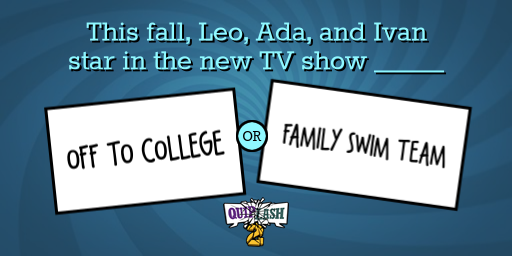 This fall, Leo, Ada, and Ivan
star in the new TV show _____
OFF TO COLLEGE
OR
FAMILY SWIM TEAM
QUIPLASH
2